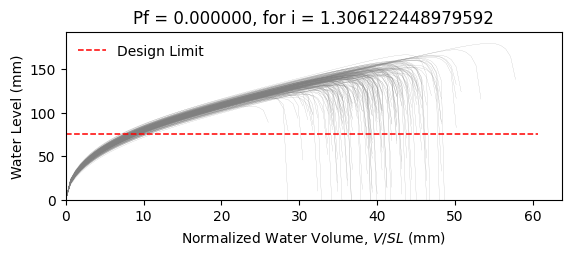 Pf = 0.000000, for i = 1.306122448979592
Design Limit
Water Level (mm)
150
100
50
0
0 10 20 30 40 50 60
Normalized Water Volume, V/SL (mm)